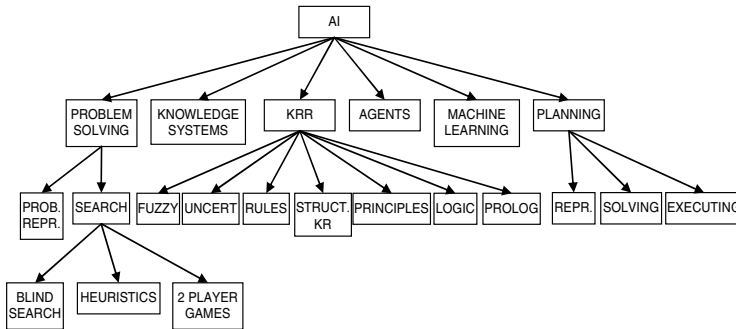 AI
PROBLEM
SOLVING
KNOWLEDGE
SYSTEMS
KRR
AGENTS
MACHINE
LEARNING
PLANNING
PROB.
REPR.
SEARCH
FUZZY
UNCERT
RULES
STRUCT.
KR
PRINCIPLES
LOGIC
PROLOG
REPR.
SOLVING
EXECUTING
BLIND
SEARCH
HEURISTICS
2 PLAYER
GAMES